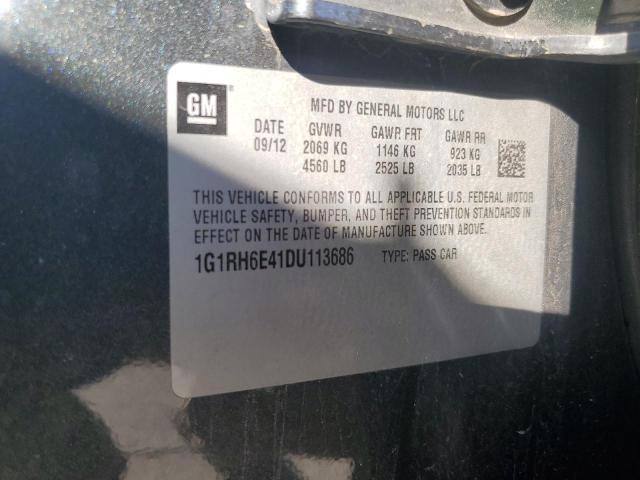 GM
MFD BY GENERAL MOTORS LLC
DATE GVWR GAWR FRT GAWR RR
09/12 2069 KG 1146 KG 923 KG
4560 LB 2525 LB 2035 LB
THIS VEHICLE CONFORMS TO ALL APPLICABLE U.S. FEDERAL MOTOR
VEHICLE SAFETY, BUMPER, AND THEFT PREVENTION STANDARDS IN
EFFECT ON THE DATE OF MANUFACTURE SHOWN ABOVE.
1G1RH6E41DU113686 TYPE: PASS CAR